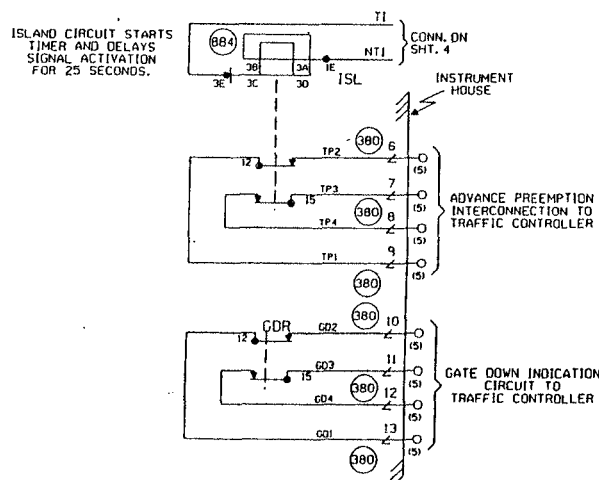 ISLAND CIRCUIT STARTS
TIMER AND DELAYS
SIGNAL ACTIVATION
FOR 25 SECONDS.
TI
884
CONN. ON
SHT. 4
NTI
3B
3A
1E
3E
3C
3D
ISL
INSTRUMENT
HOUSE
380
6
12
TP2
(5)
7
TP3
(5)
15
380
8
TP4
(5)
9
TP1
(5)
380
ADVANCE PREEMPTION
INTERCONNECTION TO
TRAFFIC CONTROLLER
380
GDR
10
12
GD2
(5)
11
GD3
(5)
15
380
12
GD4
(5)
13
GD1
(5)
380
GATE DOWN INDICATION
CIRCUIT TO
TRAFFIC CONTROLLER